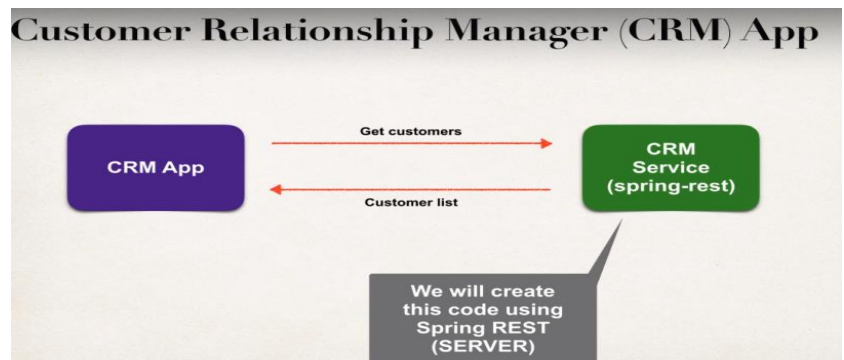 Customer Relationship Manager (CRM) App
Get customers
CRM App
CRM
Service
(spring-rest)
Customer list
We will create
this code using
Spring REST
(SERVER)